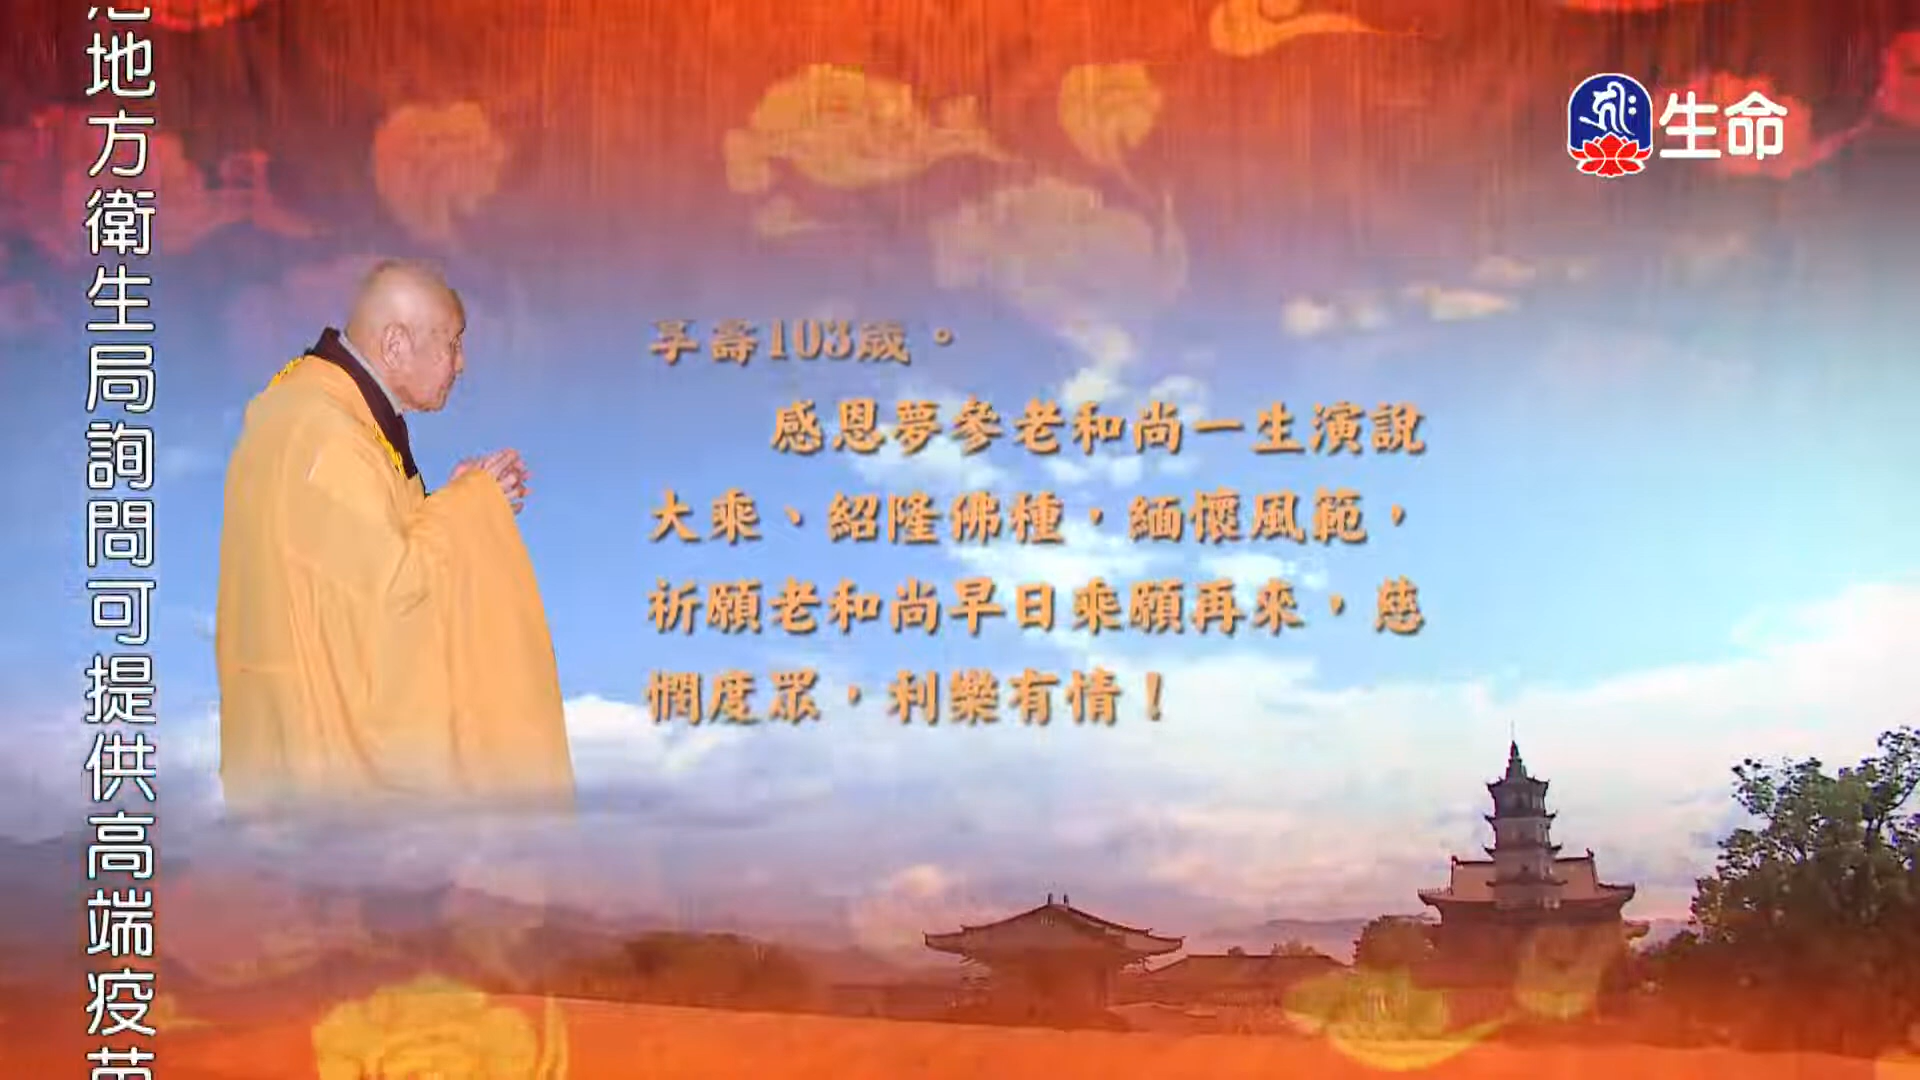 地方衛生局詢問可提供高端疫苗
生命
享壽103歲。
感恩夢參老和尚一生演說
大乘、紹隆佛種，緬懷風範，
祈願老和尚早日乘願再來，慈
憫度眾，利樂有情！